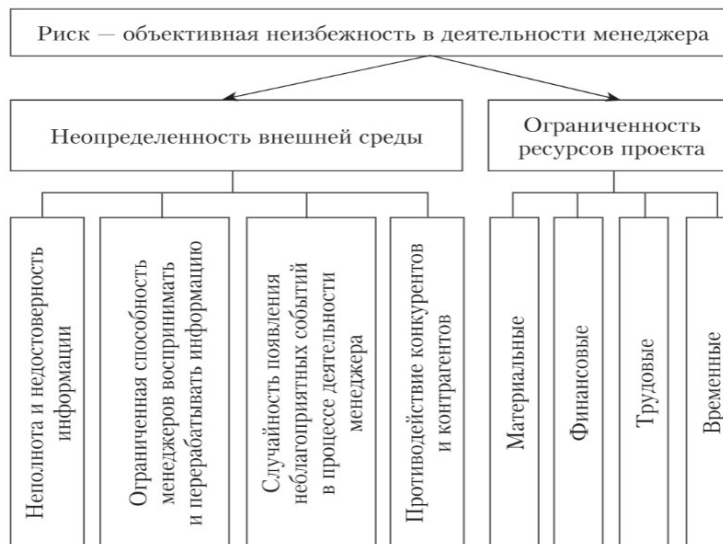 Риск — объективная неизбежность в деятельности менеджера
Неопределенность внешней среды
Ограниченность
ресурсов проекта
Неполнота и недостоверность
информации
Ограниченная способность
менеджеров воспринимать
и перерабатывать информацию
Случайность появления
неблагоприятных событий
в процессе деятельности
менеджера
Противодействие конкурентов
и контрагентов
Материальные
Финансовые
Трудовые
Временные